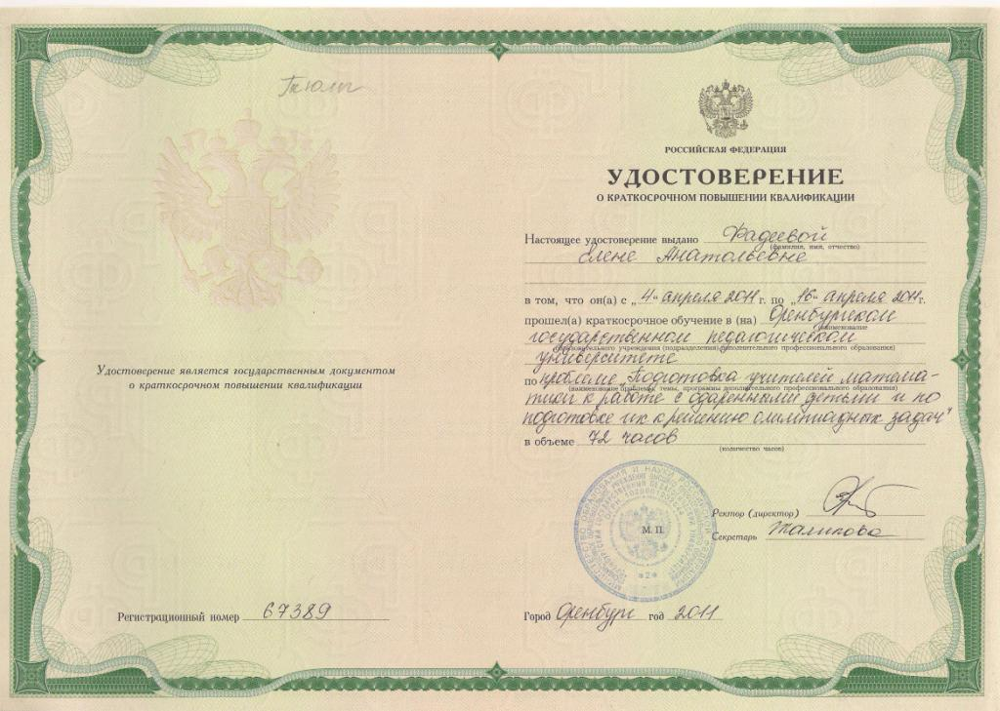 Удостоверение является государственным документом
о краткосрочном повышении квалификации
Регистрационный номер 67389
РОССИЙСКАЯ ФЕДЕРАЦИЯ
УДОСТОВЕРЕНИЕ
О КРАТКОСРОЧНОМ ПОВЫШЕНИИ КВАЛИФИКАЦИИ
Настоящее удостоверение выдано Фадеевой
(фамилия, имя, отчество)
Елене Анатольевне
в том, что он(а) с „4“ апреля 2011 г. по „16“ апреля 2011г.
прошел(а) краткосрочное обучение в (на) Оренбургском
(наименование
государственном педагогическом
образовательного учреждения (подразделения) дополнительного профессионального образования)
университете
по проблеме „Подготовка учителей матема-
(наименование проблемы, темы, программы дополнительного профессионального образования)
тики к работе с одаренными детьми и по
подготовке их к решению олимпиадных задач“
в объеме 72 часов
(количество часов)
М. П.
Ректор (директор)
Секретарь
Город Оренбург год 2011